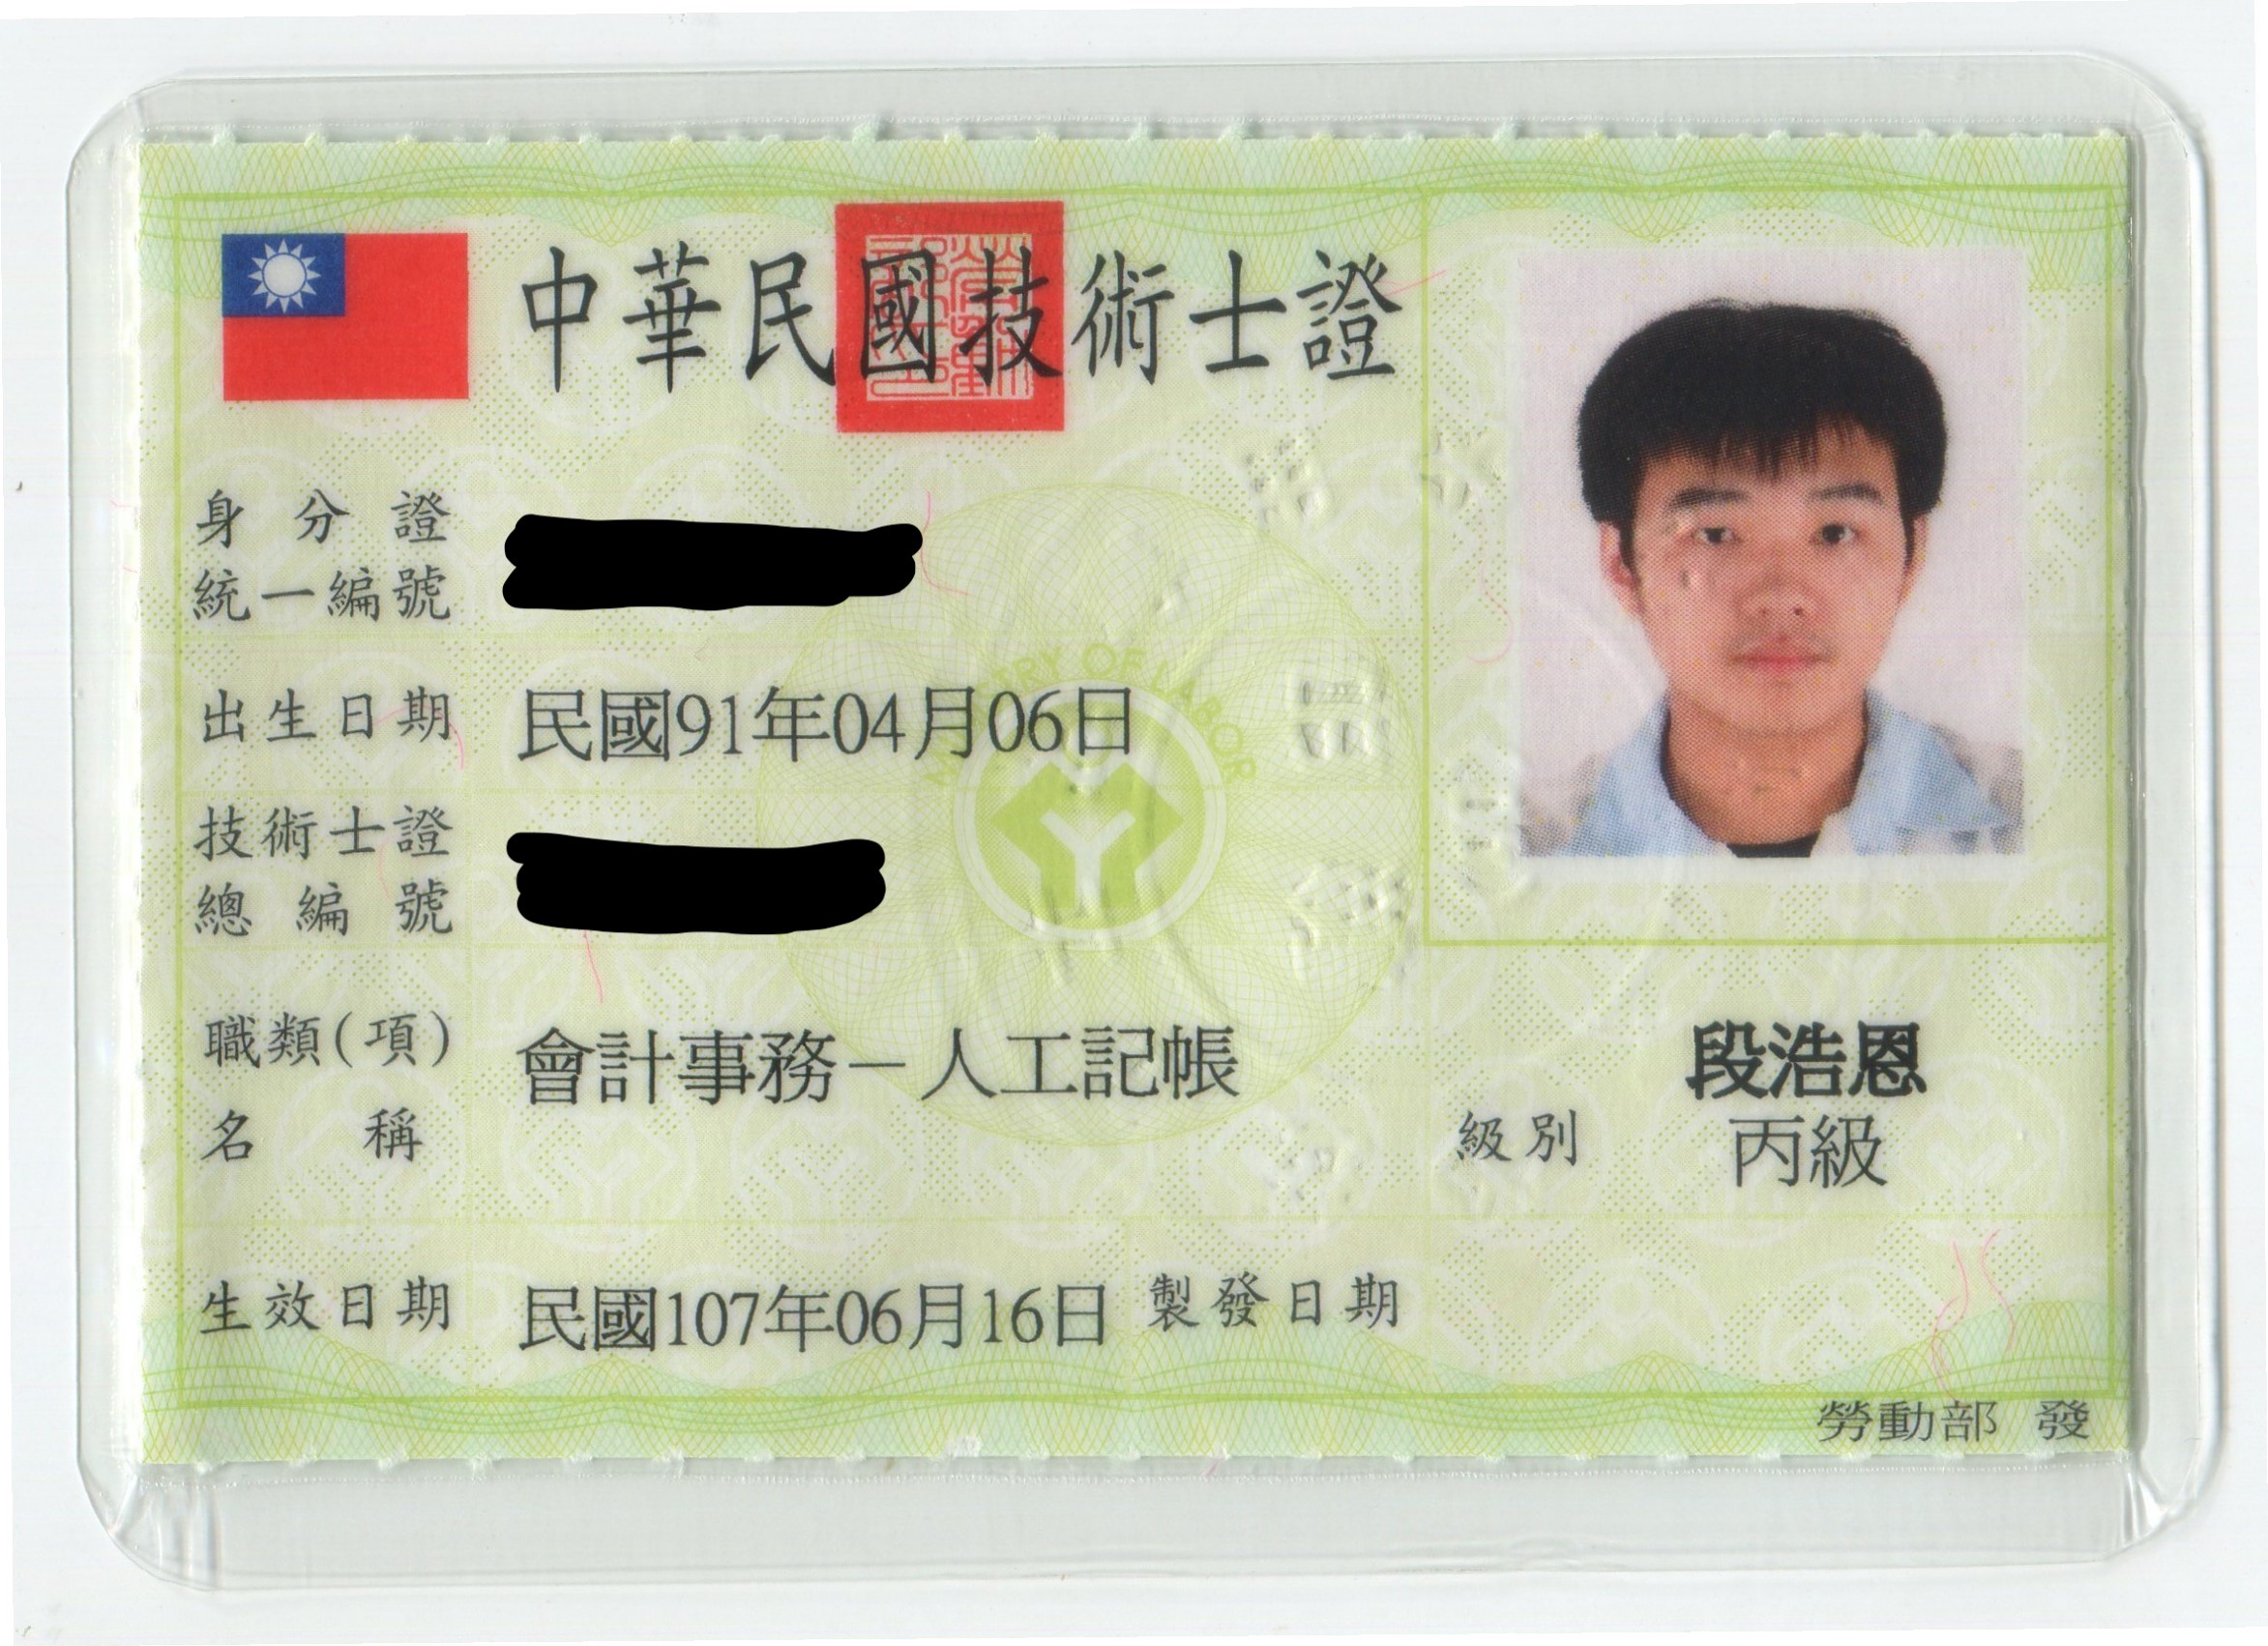 中華民國技術士證
身分證
統一編號
出生日期 民國91年04月06日
技術士證
總編號
職類(項)
名稱
會計事務－人工記帳
段浩恩
級別 丙級
生效日期 民國107年06月16日 製發日期
勞動部 發
MINISTRY OF LABOR